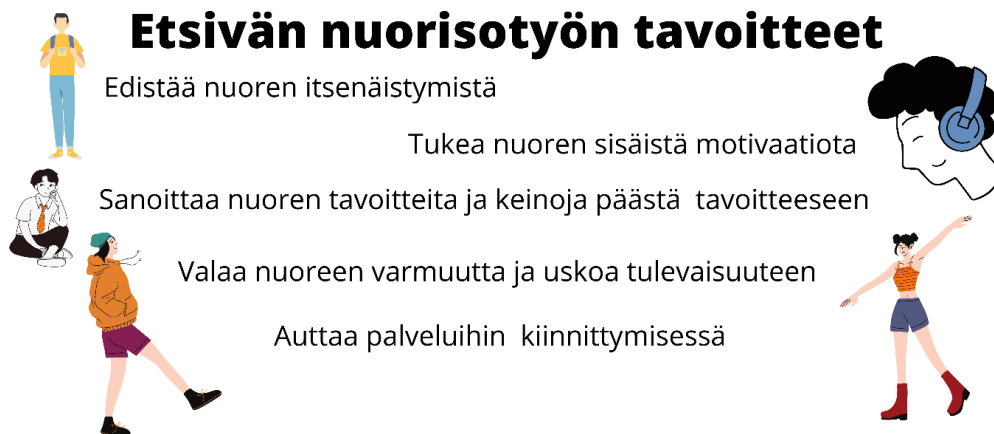 Etsivän nuorisotyön tavoitteet
Edistää nuoren itsenäistymistä
Tukea nuoren sisäistä motivaatiota
Sanoittaa nuoren tavoitteita ja keinoja päästä tavoitteeseen
Valaa nuoreen varmuutta ja uskoa tulevaisuuteen
Auttaa palveluihin kiinnittymisessä